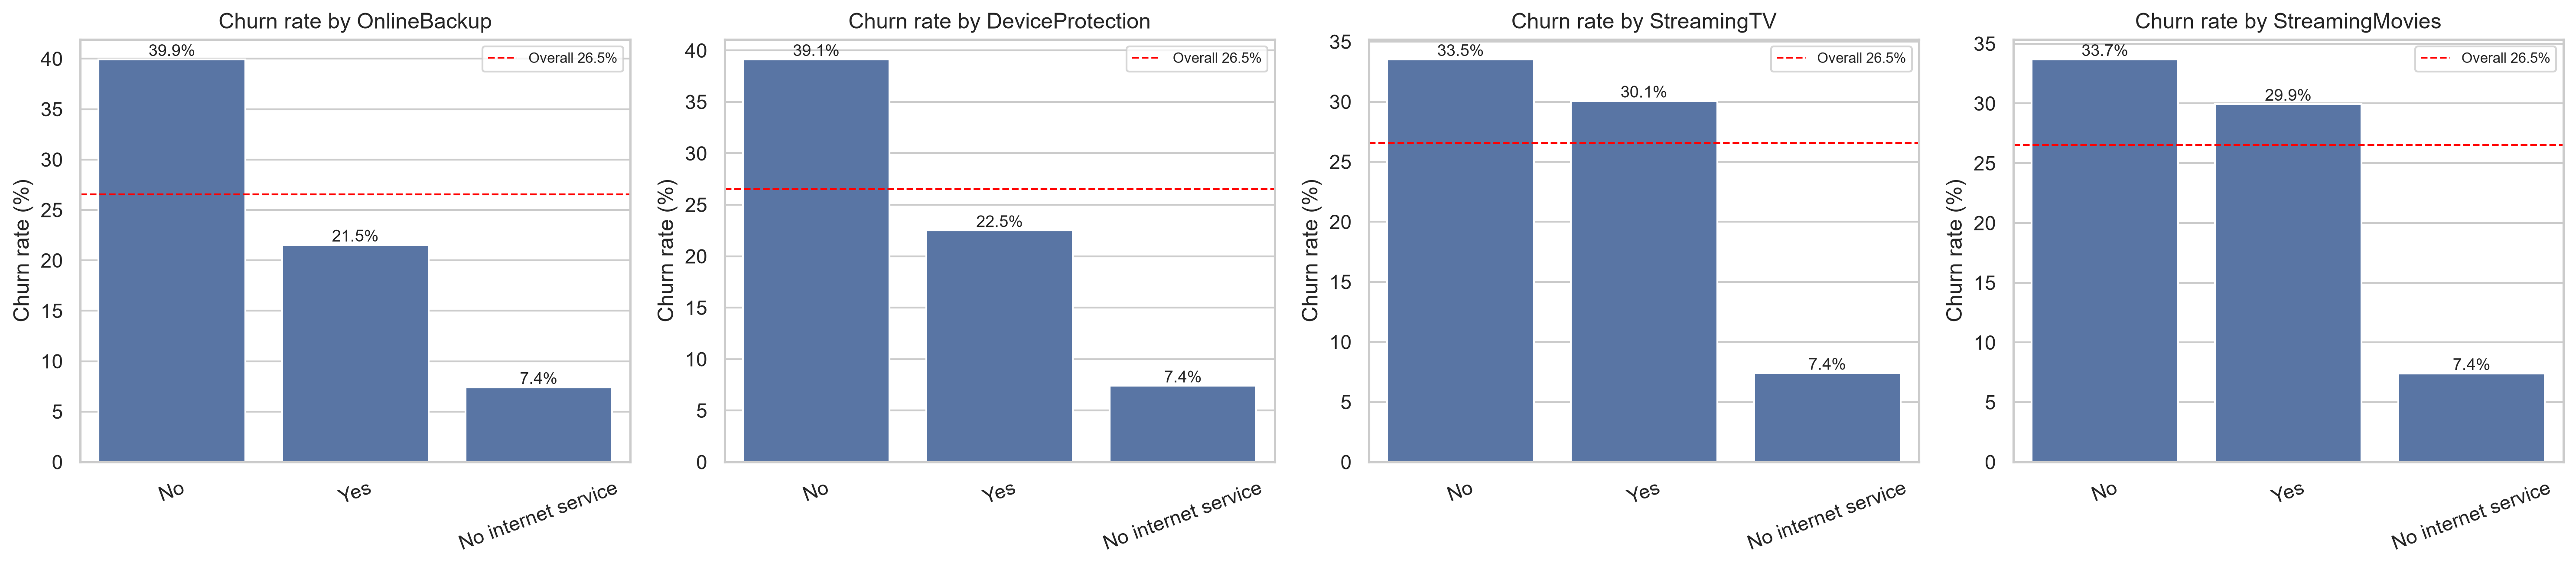 Churn rate by OnlineBackup
Churn rate (%)
40
35
30
25
20
15
10
5
0
39.9%
21.5%
7.4%
Overall 26.5%
No
Yes
No internet service
Churn rate by DeviceProtection
Churn rate (%)
40
35
30
25
20
15
10
5
0
39.1%
22.5%
7.4%
Overall 26.5%
No
Yes
No internet service
Churn rate by StreamingTV
Churn rate (%)
35
30
25
20
15
10
5
0
33.5%
30.1%
7.4%
Overall 26.5%
No
Yes
No internet service
Churn rate by StreamingMovies
Churn rate (%)
35
30
25
20
15
10
5
0
33.7%
29.9%
7.4%
Overall 26.5%
No
Yes
No internet service